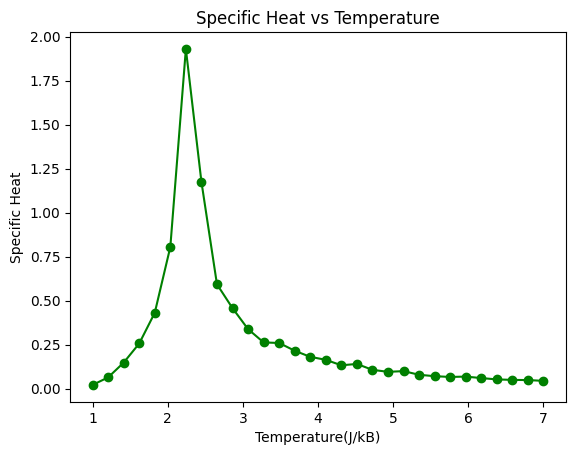 Specific Heat vs Temperature
2.00
1.75
1.50
1.25
1.00
0.75
0.50
0.25
0.00
Specific Heat
1 2 3 4 5 6 7
Temperature(J/kB)